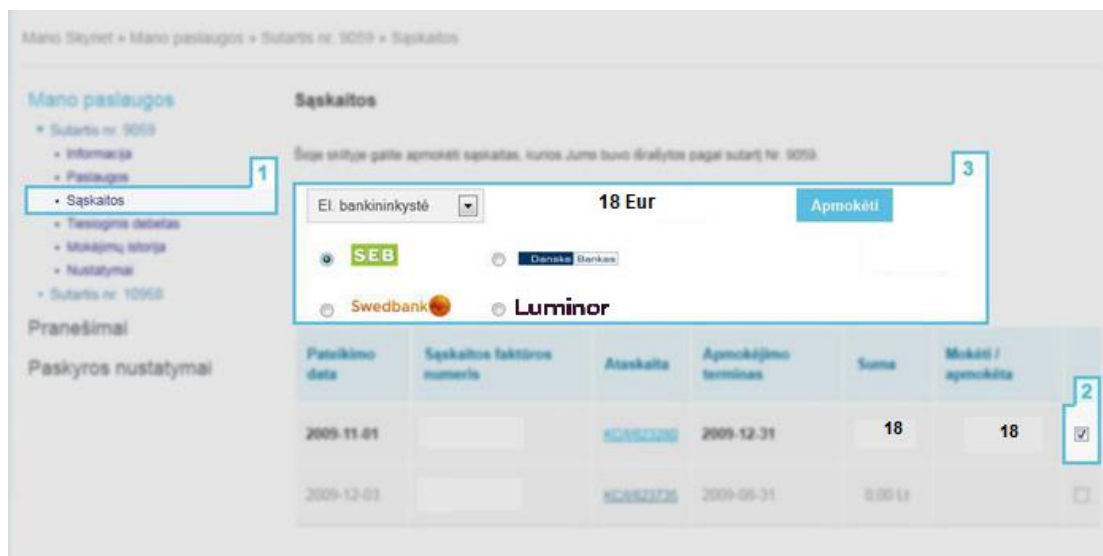 Mano Skynet » Mano paslaugos » Sutartis nr. 9059 » Sąskaitos
Mano paslaugos
Sutartis nr. 9059
Informacija
Paslaugos
1
Sąskaitos
Tiesioginis debetas
Mokėjimų istorija
Nustatymai
Sutartis nr. 10958
Pranešimai
Paskyros nustatymai
Sąskaitos
Šioje skiltyje galite apmokėti sąskaitas, kurios Jums buvo išrašytos pagal sutartį Nr. 9059.
3
El. bankininkystė 18 Eur Apmokėti
SEB Danske Bankas
Swedbank Luminor
Pateikimo data Sąskaitos faktūros numeris Ataskaita Apmokėjimo terminas Suma Mokėti / apmokėta
2
2009-11-01 2009-12-31 18 18
2009-12-03 0.00 Lt